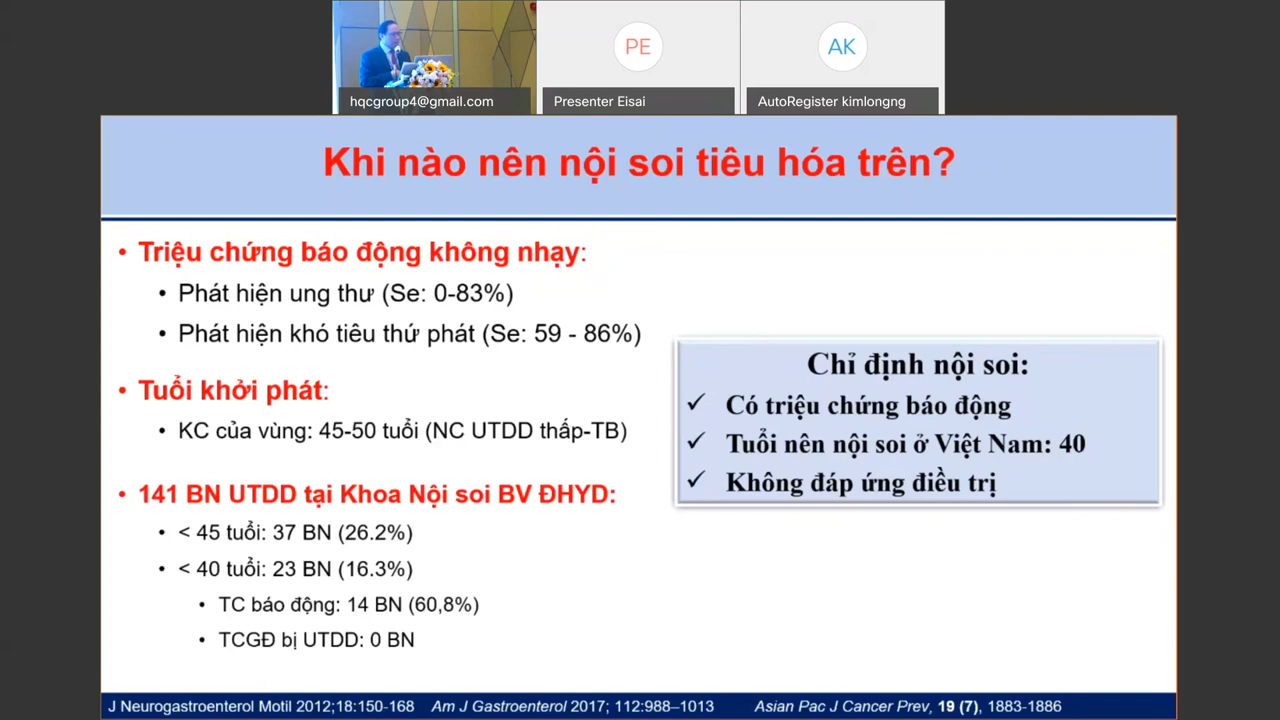 PE
AK
hqcgroup4@gmail.com
Presenter Eisai
AutoRegister kimlongng
Khi nào nên nội soi tiêu hóa trên?
• Triệu chứng báo động không nhạy:
• Phát hiện ung thư (Se: 0-83%)
• Phát hiện khó tiêu thứ phát (Se: 59 - 86%)
• Tuổi khởi phát:
• KC của vùng: 45-50 tuổi (NC UTDD thấp-TB)
• 141 BN UTDD tại Khoa Nội soi BV ĐHYD:
• < 45 tuổi: 37 BN (26.2%)
• < 40 tuổi: 23 BN (16.3%)
• TC báo động: 14 BN (60,8%)
• TCGĐ bị UTDD: 0 BN
Chỉ định nội soi:
✓ Có triệu chứng báo động
✓ Tuổi nên nội soi ở Việt Nam: 40
✓ Không đáp ứng điều trị
J Neurogastroenterol Motil 2012;18:150-168 Am J Gastroenterol 2017; 112:988–1013 Asian Pac J Cancer Prev, 19 (7), 1883-1886